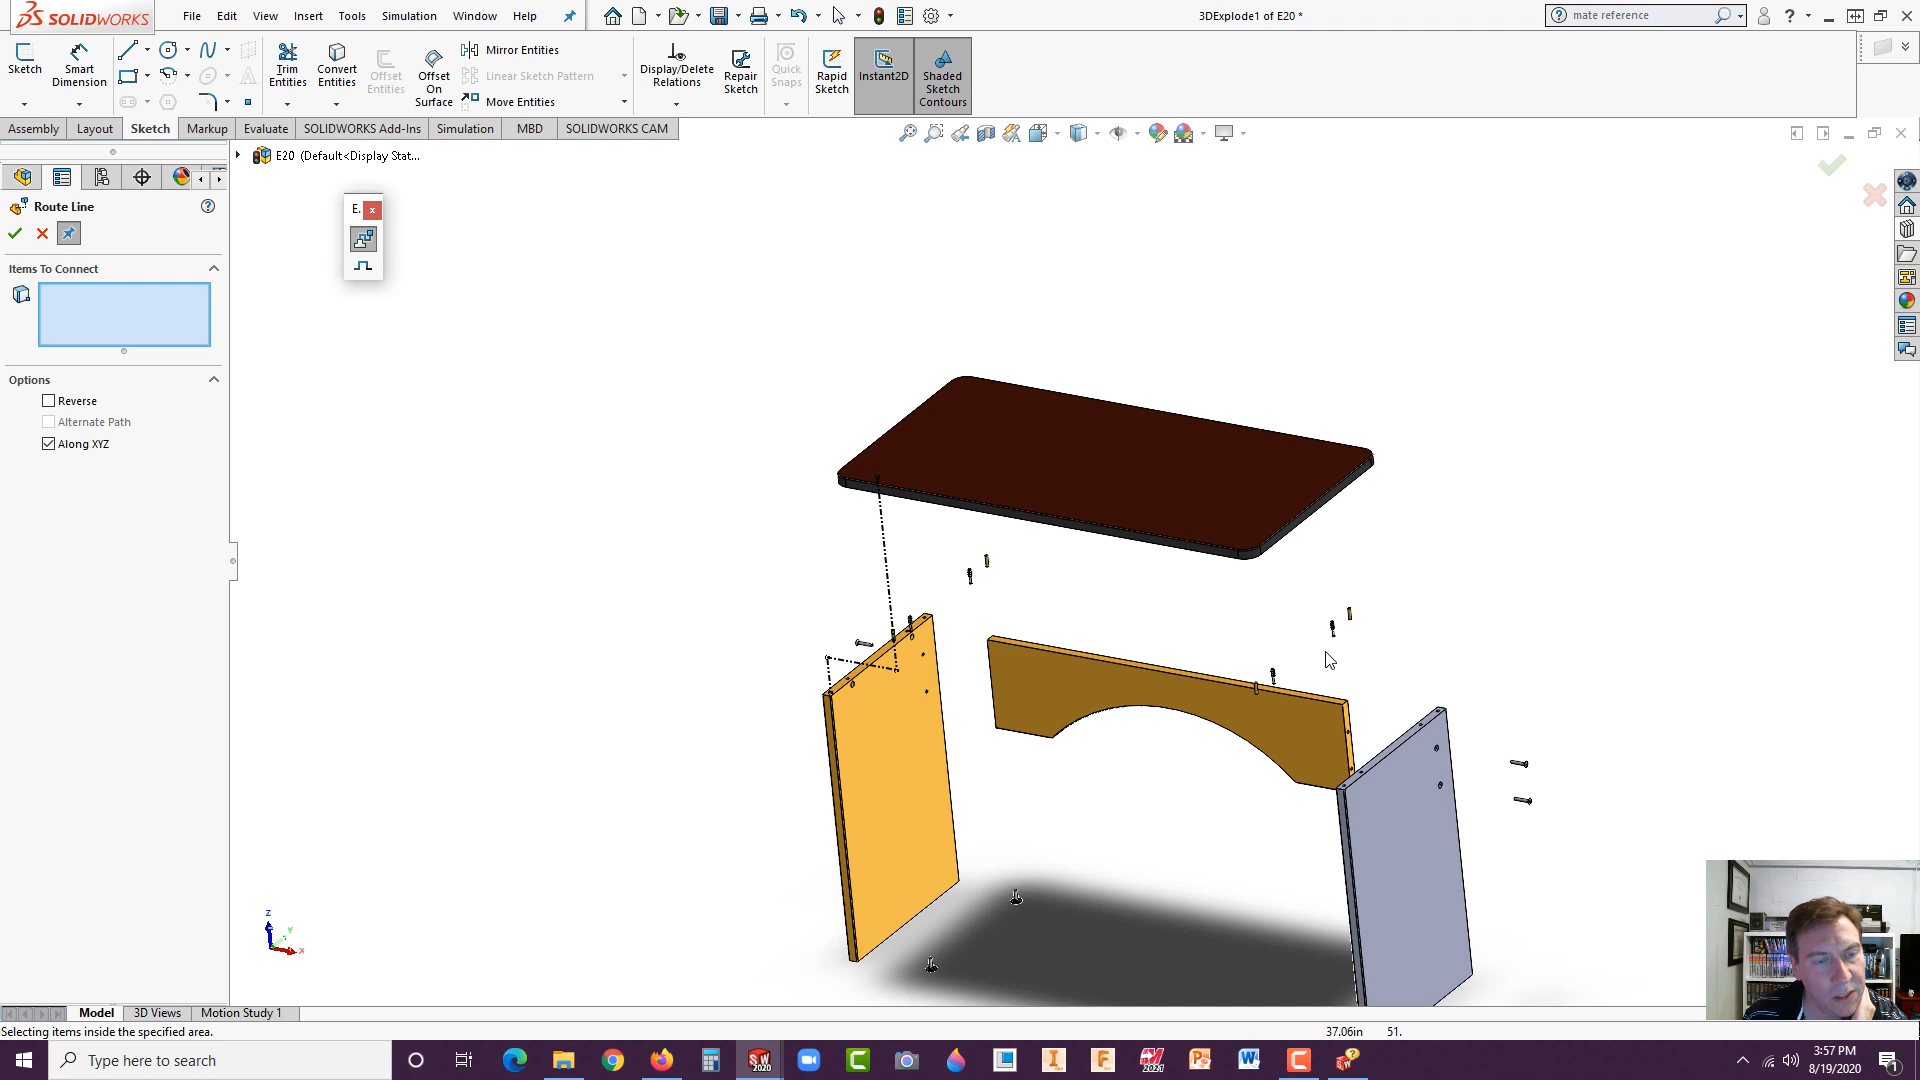 SOLIDWORKS File Edit View Insert Tools Simulation Window Help 3DExplode1 of E20 * mate reference
Sketch Smart Dimension Trim Entities Convert Entities Offset Entities Offset On Surface Mirror Entities Linear Sketch Pattern Move Entities Display/Delete Relations Repair Sketch Quick Snaps Rapid Sketch Instant2D Shaded Sketch Contours
Assembly Layout Sketch Markup Evaluate SOLIDWORKS Add-Ins Simulation MBD SOLIDWORKS CAM
E20 (Default<Display Stat...
Route Line
E.
Items To Connect
Options
Reverse
Alternate Path
Along XYZ
Z
Y
X
Model 3D Views Motion Study 1
Selecting items inside the specified area. 37.06in 51.
Type here to search
3:57 PM
8/19/2020